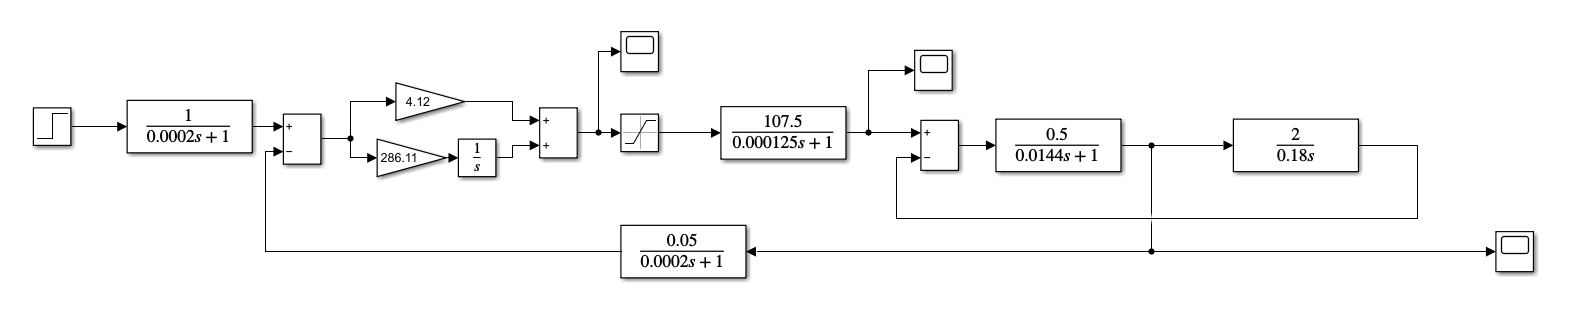 1
0.0002s + 1
+
−
4.12
286.11
1
s
+
+
107.5
0.000125s + 1
+
−
0.5
0.0144s + 1
2
0.18s
0.05
0.0002s + 1